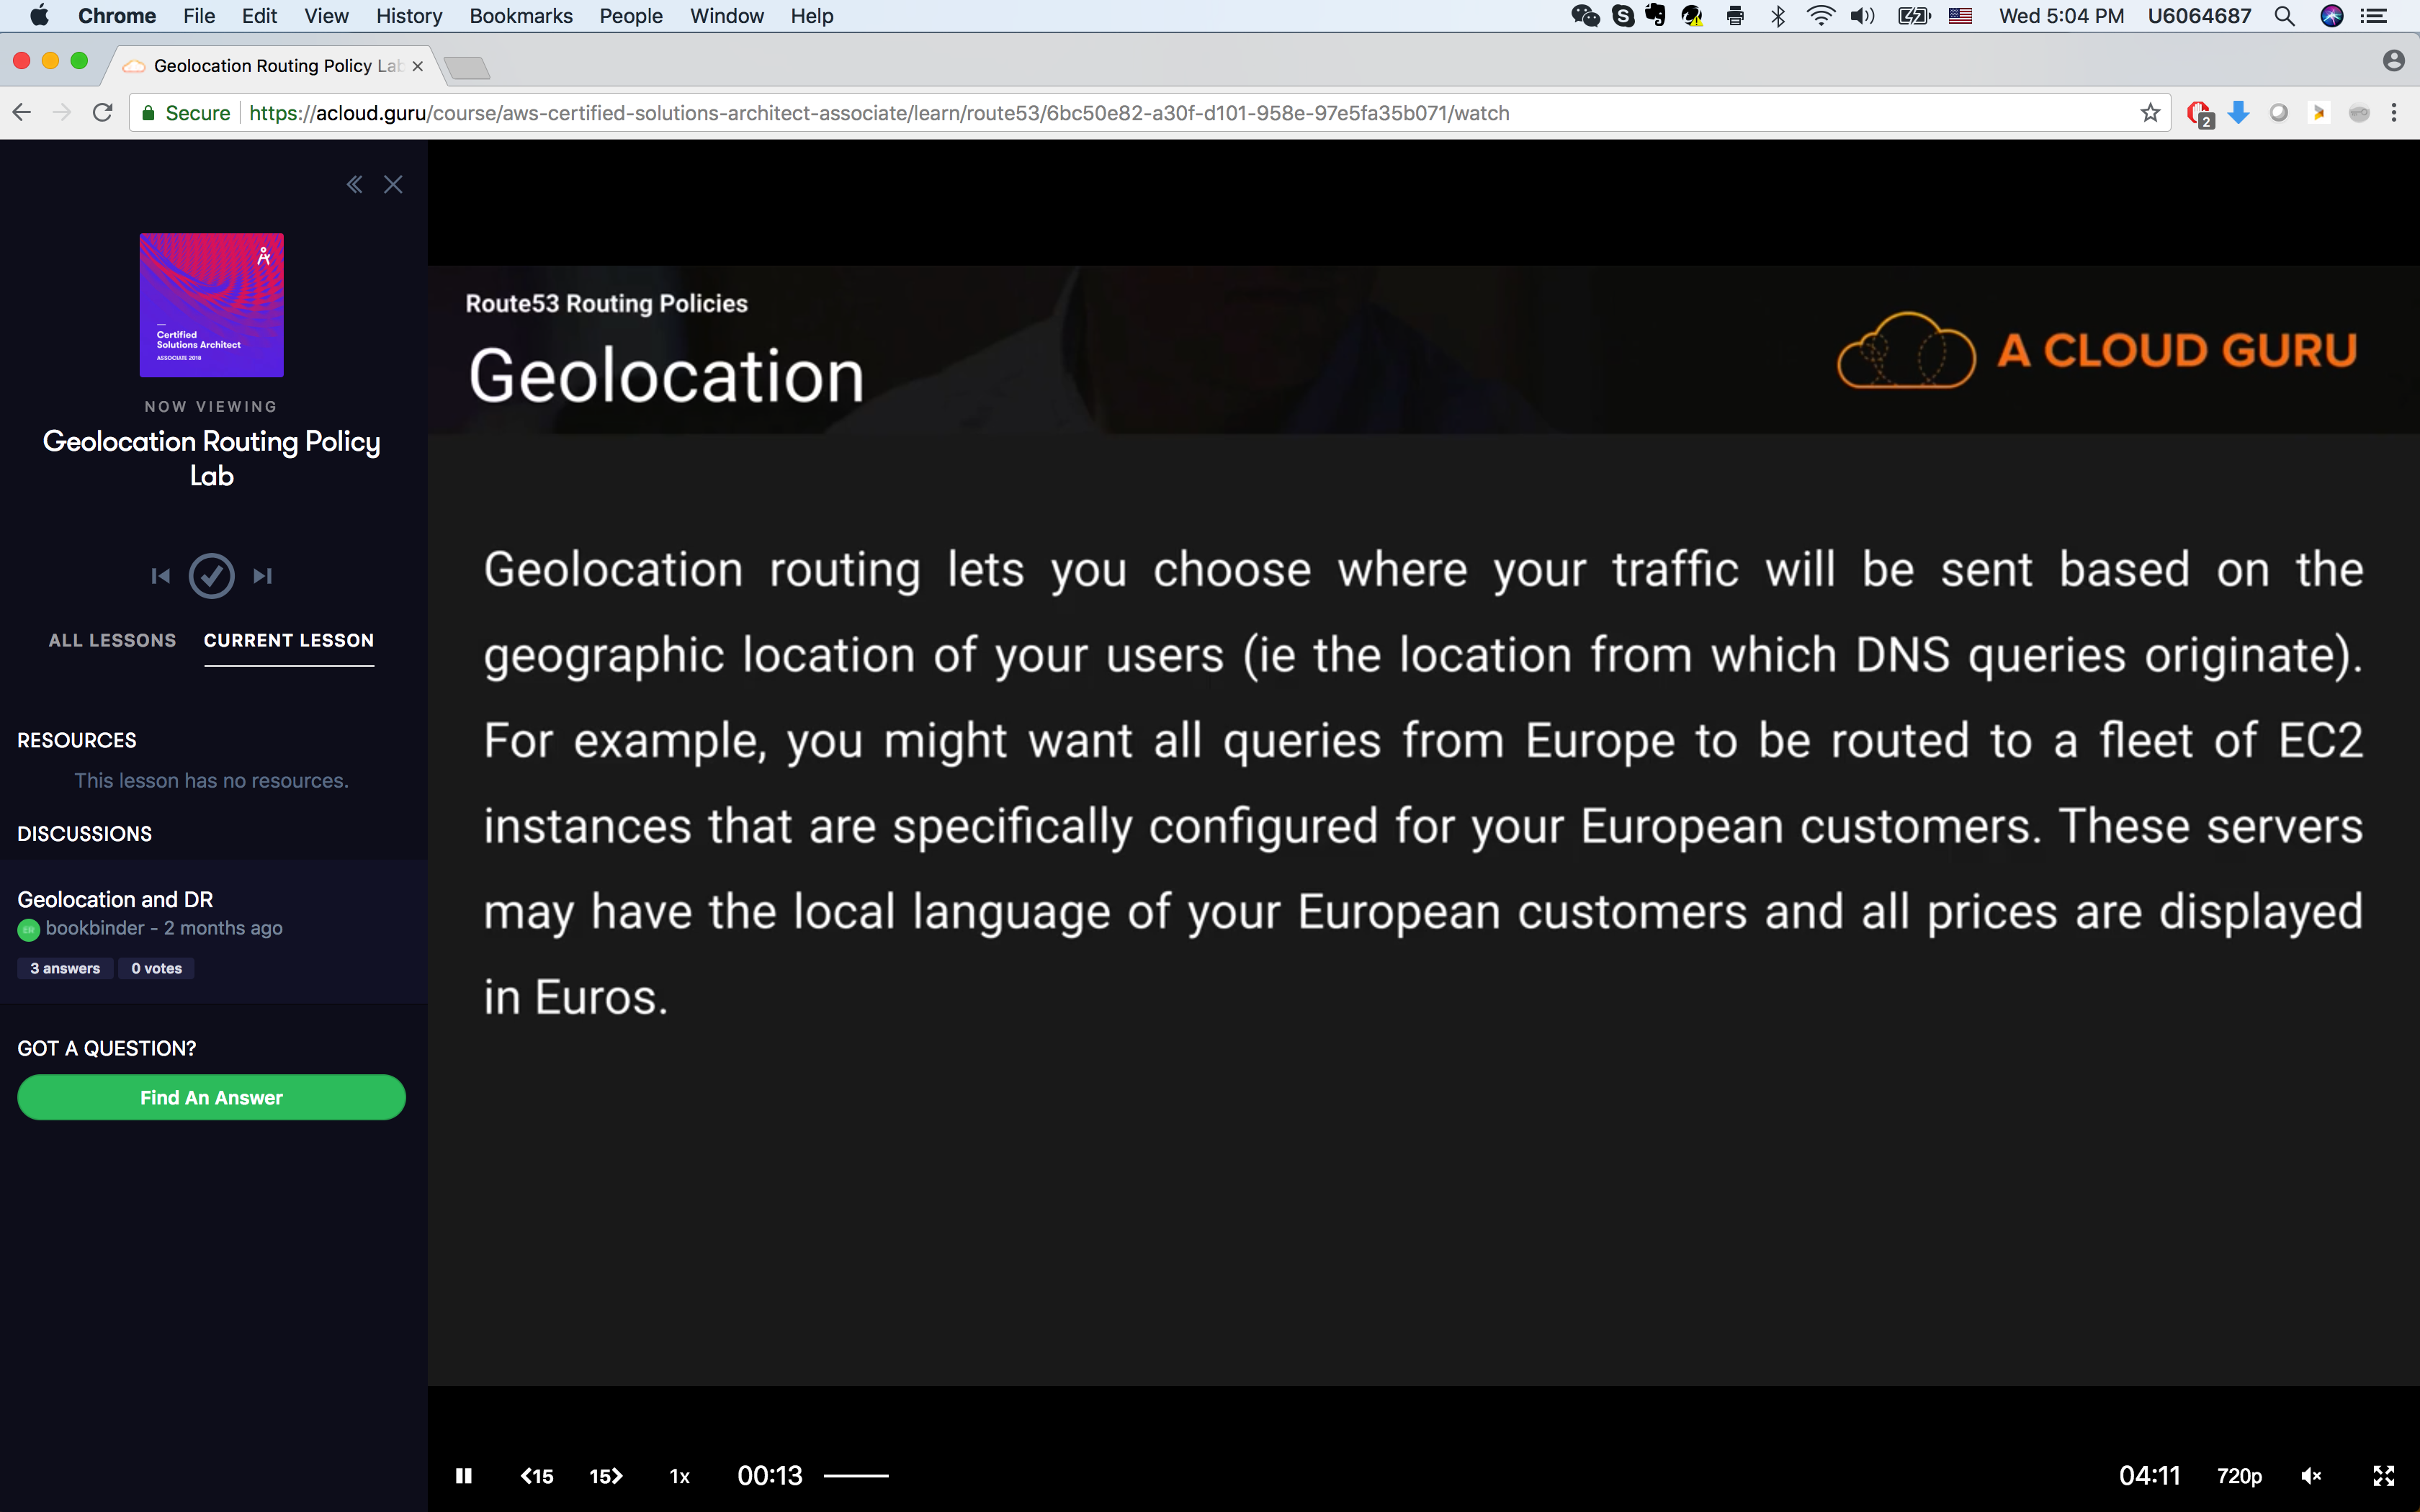 Chrome File Edit View History Bookmarks People Window Help Wed 5:04 PM U6064687
Geolocation Routing Policy Lab
Secure https://acloud.guru/course/aws-certified-solutions-architect-associate/learn/route53/6bc50e82-a30f-d101-958e-97e5fa35b071/watch 2
Certified
Solutions Architect
ASSOCIATE 2018
NOW VIEWING
Geolocation Routing Policy
Lab
ALL LESSONS CURRENT LESSON
RESOURCES
This lesson has no resources.
DISCUSSIONS
Geolocation and DR
bookbinder - 2 months ago
3 answers 0 votes
GOT A QUESTION?
Find An Answer
Route53 Routing Policies
Geolocation
A CLOUD GURU
Geolocation routing lets you choose where your traffic will be sent based on the
geographic location of your users (ie the location from which DNS queries originate).
For example, you might want all queries from Europe to be routed to a fleet of EC2
instances that are specifically configured for your European customers. These servers
may have the local language of your European customers and all prices are displayed
in Euros.
15 15 1x 00:13 04:11 720p